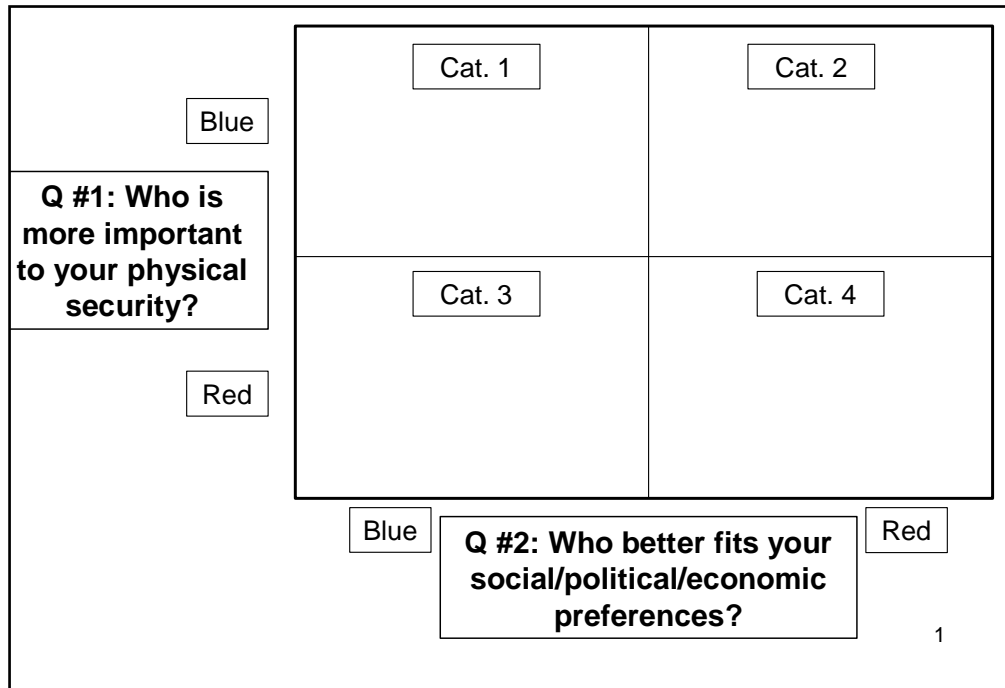 Cat. 1
Cat. 2
Blue
Q #1: Who is
more important
to your physical
security?
Cat. 3
Cat. 4
Red
Blue
Q #2: Who better fits your
social/political/economic
preferences?
Red
1